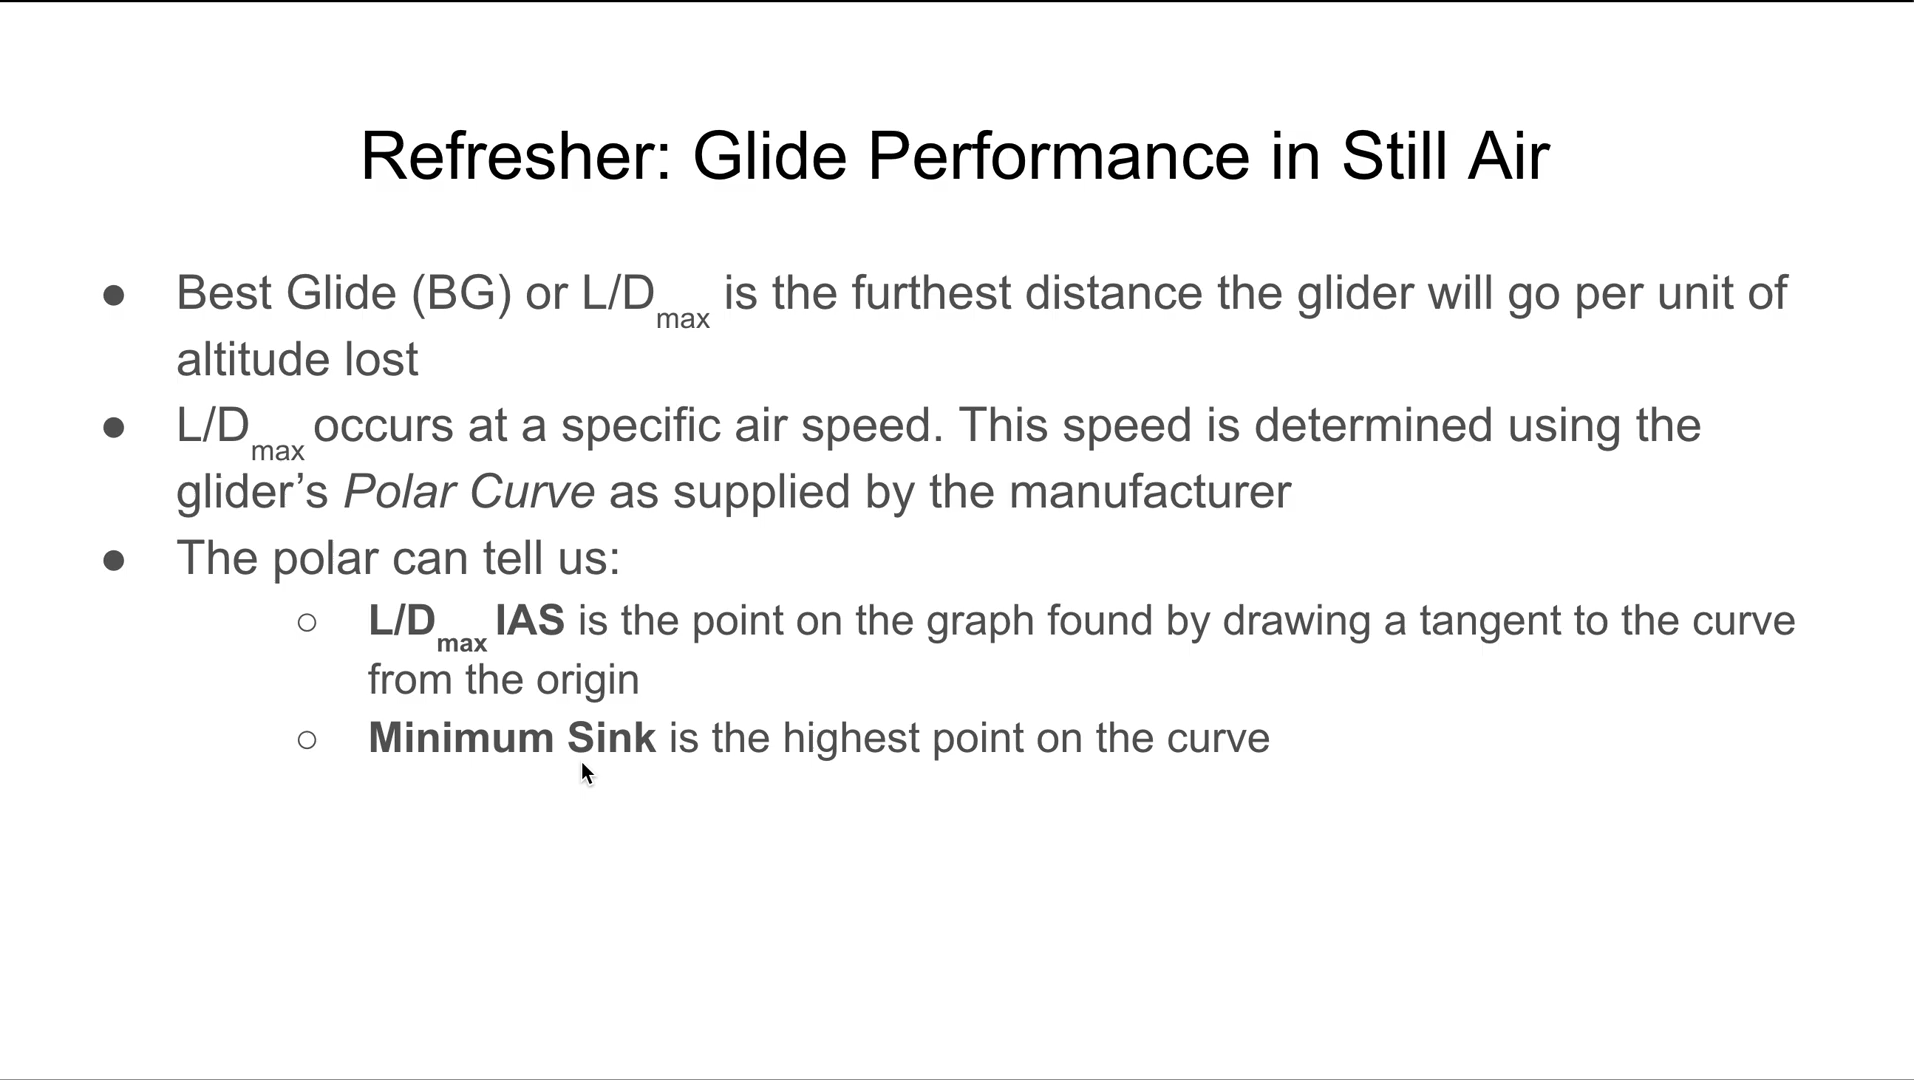 Refresher: Glide Performance in Still Air
● Best Glide (BG) or L/Dmax is the furthest distance the glider will go per unit of
altitude lost
● L/Dmax occurs at a specific air speed. This speed is determined using the
glider’s Polar Curve as supplied by the manufacturer
● The polar can tell us:
○ L/Dmax IAS is the point on the graph found by drawing a tangent to the curve
from the origin
○ Minimum Sink is the highest point on the curve